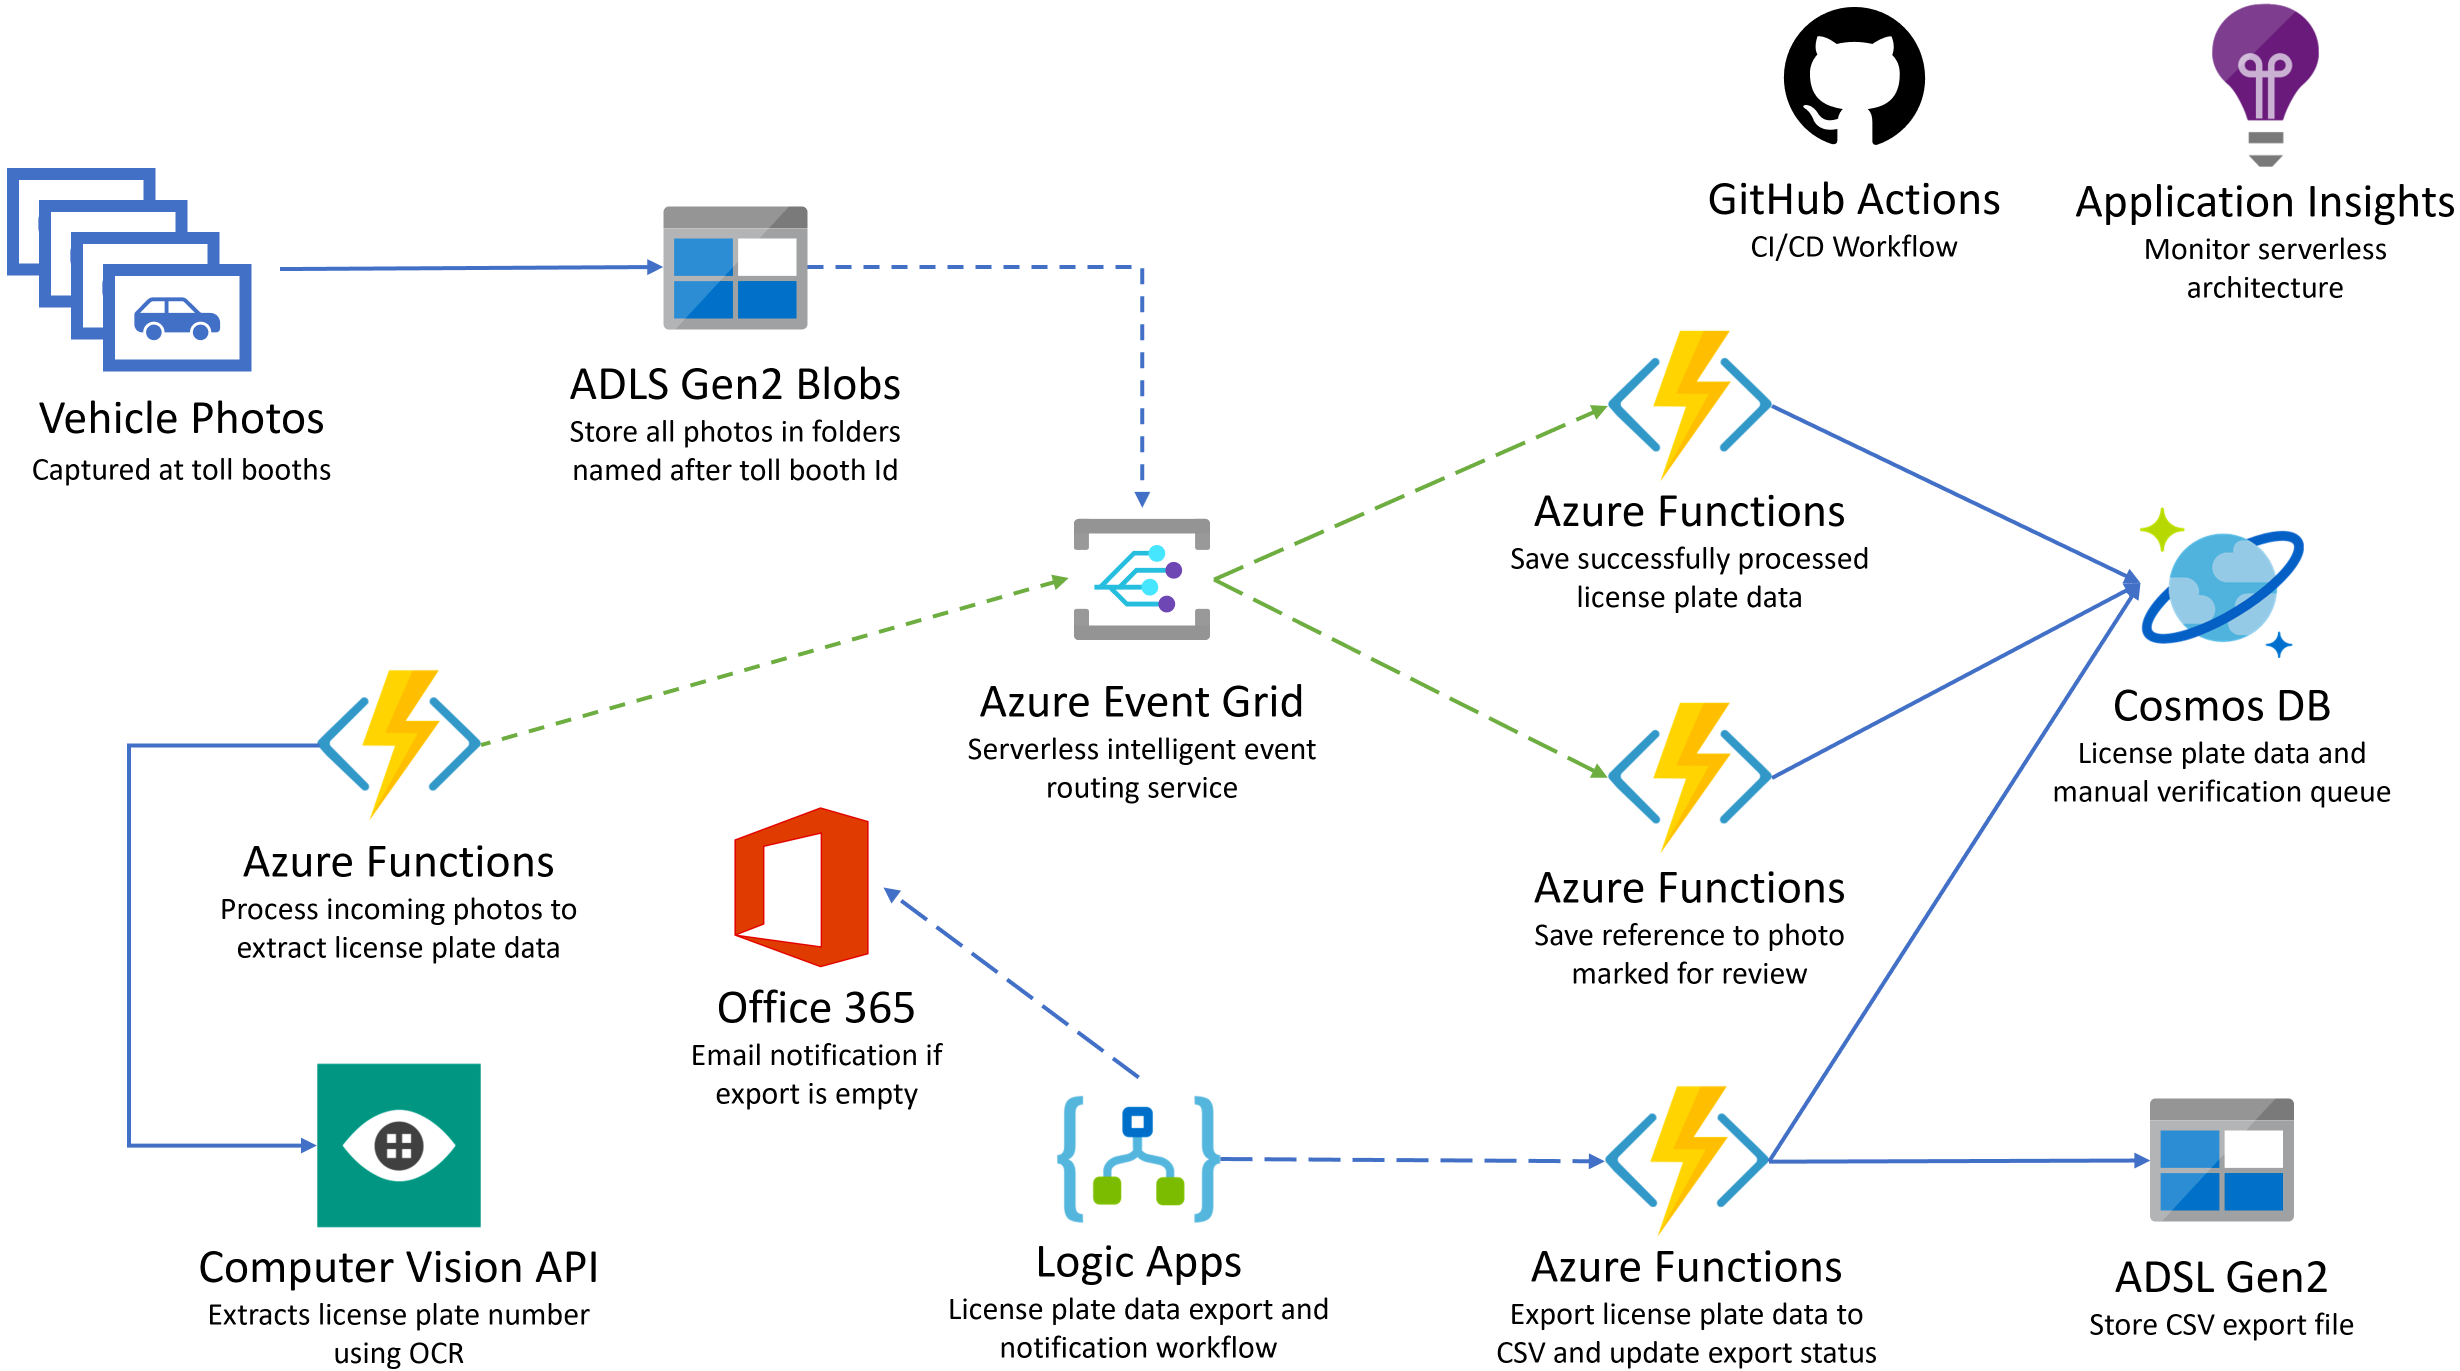 GitHub Actions
CI/CD Workflow
Application Insights
Monitor serverless
architecture
Vehicle Photos
Captured at toll booths
ADLS Gen2 Blobs
Store all photos in folders
named after toll booth Id
Azure Functions
Save successfully processed
license plate data
Azure Event Grid
Serverless intelligent event
routing service
Cosmos DB
License plate data and
manual verification queue
Azure Functions
Process incoming photos to
extract license plate data
Azure Functions
Save reference to photo
marked for review
Office 365
Email notification if
export is empty
Computer Vision API
Extracts license plate number
using OCR
Logic Apps
License plate data export and
notification workflow
Azure Functions
Export license plate data to
CSV and update export status
ADSL Gen2
Store CSV export file